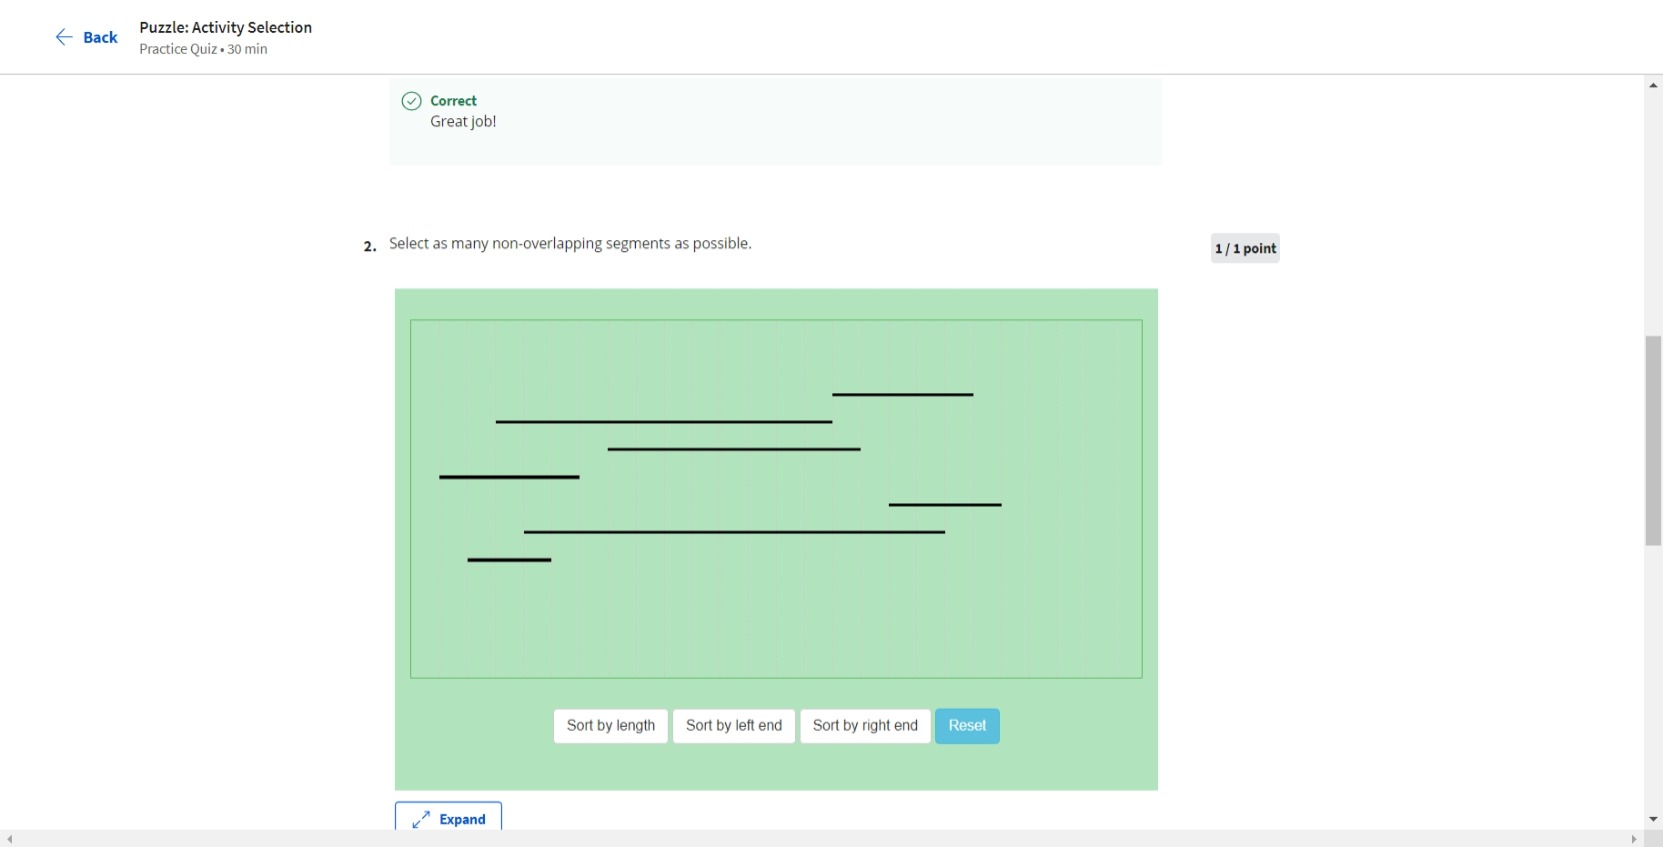 Back
Puzzle: Activity Selection
Practice Quiz • 30 min
Correct
Great job!
2. Select as many non-overlapping segments as possible.
1 / 1 point
Sort by length
Sort by left end
Sort by right end
Reset
Expand